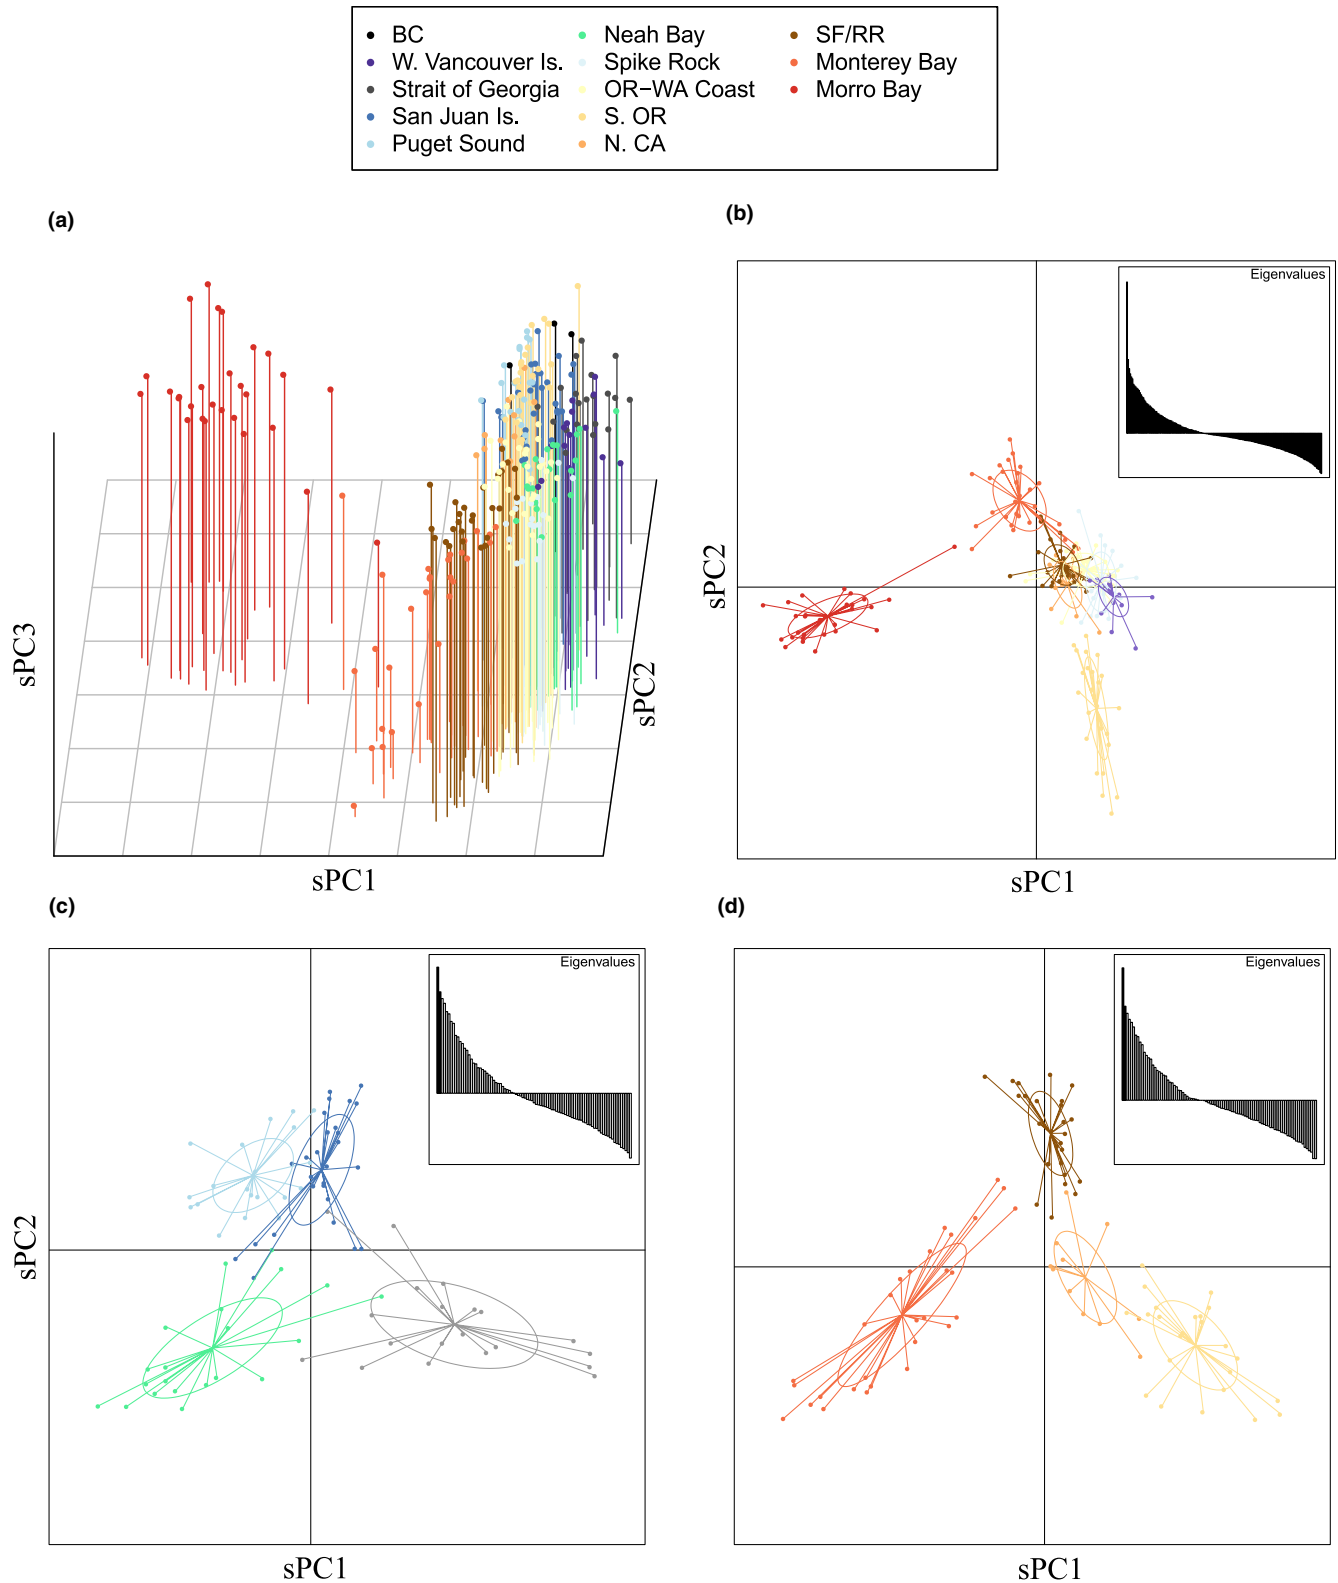 BC
W. Vancouver Is.
Strait of Georgia
San Juan Is.
Puget Sound
Neah Bay
Spike Rock
OR−WA Coast
S. OR
N. CA
SF/RR
Monterey Bay
Morro Bay
(a)
sPC3
sPC2
sPC1
(b)
Eigenvalues
sPC2
sPC1
(c)
Eigenvalues
sPC2
sPC1
(d)
Eigenvalues
sPC1